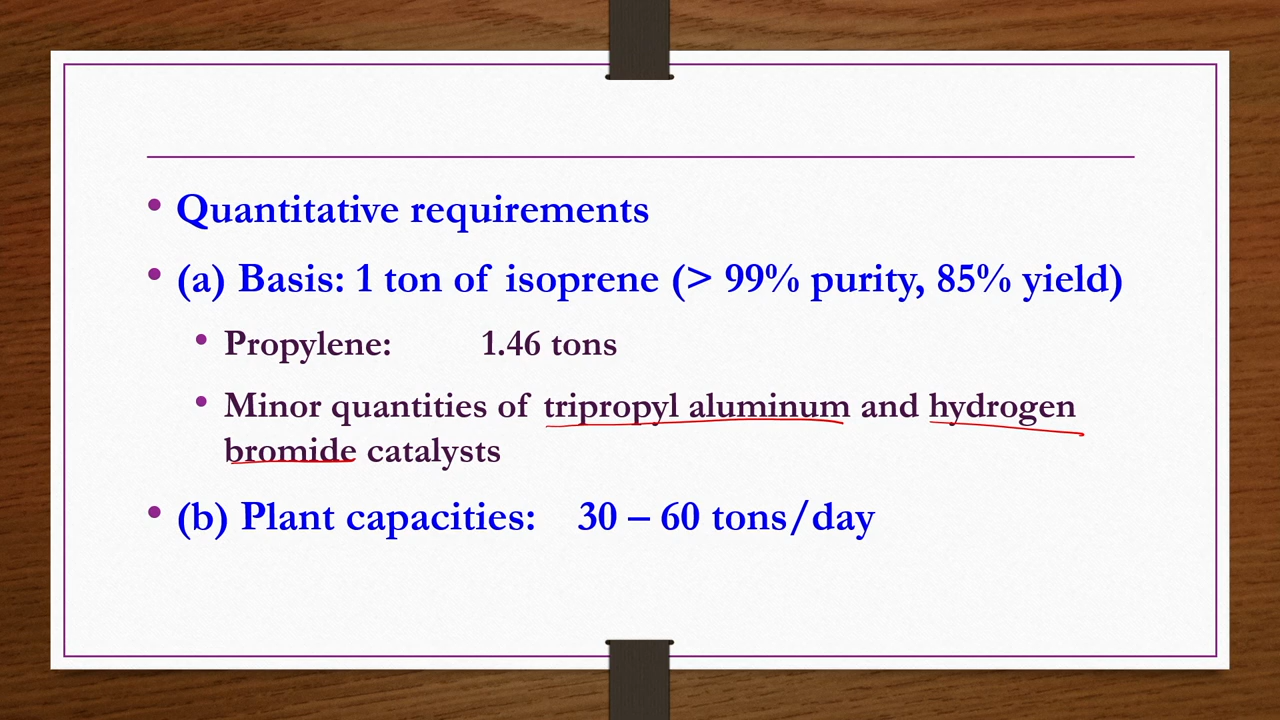 • Quantitative requirements
• (a) Basis: 1 ton of isoprene (> 99% purity, 85% yield)
• Propylene: 1.46 tons
• Minor quantities of tripropyl aluminum and hydrogen
bromide catalysts
• (b) Plant capacities: 30 – 60 tons/day